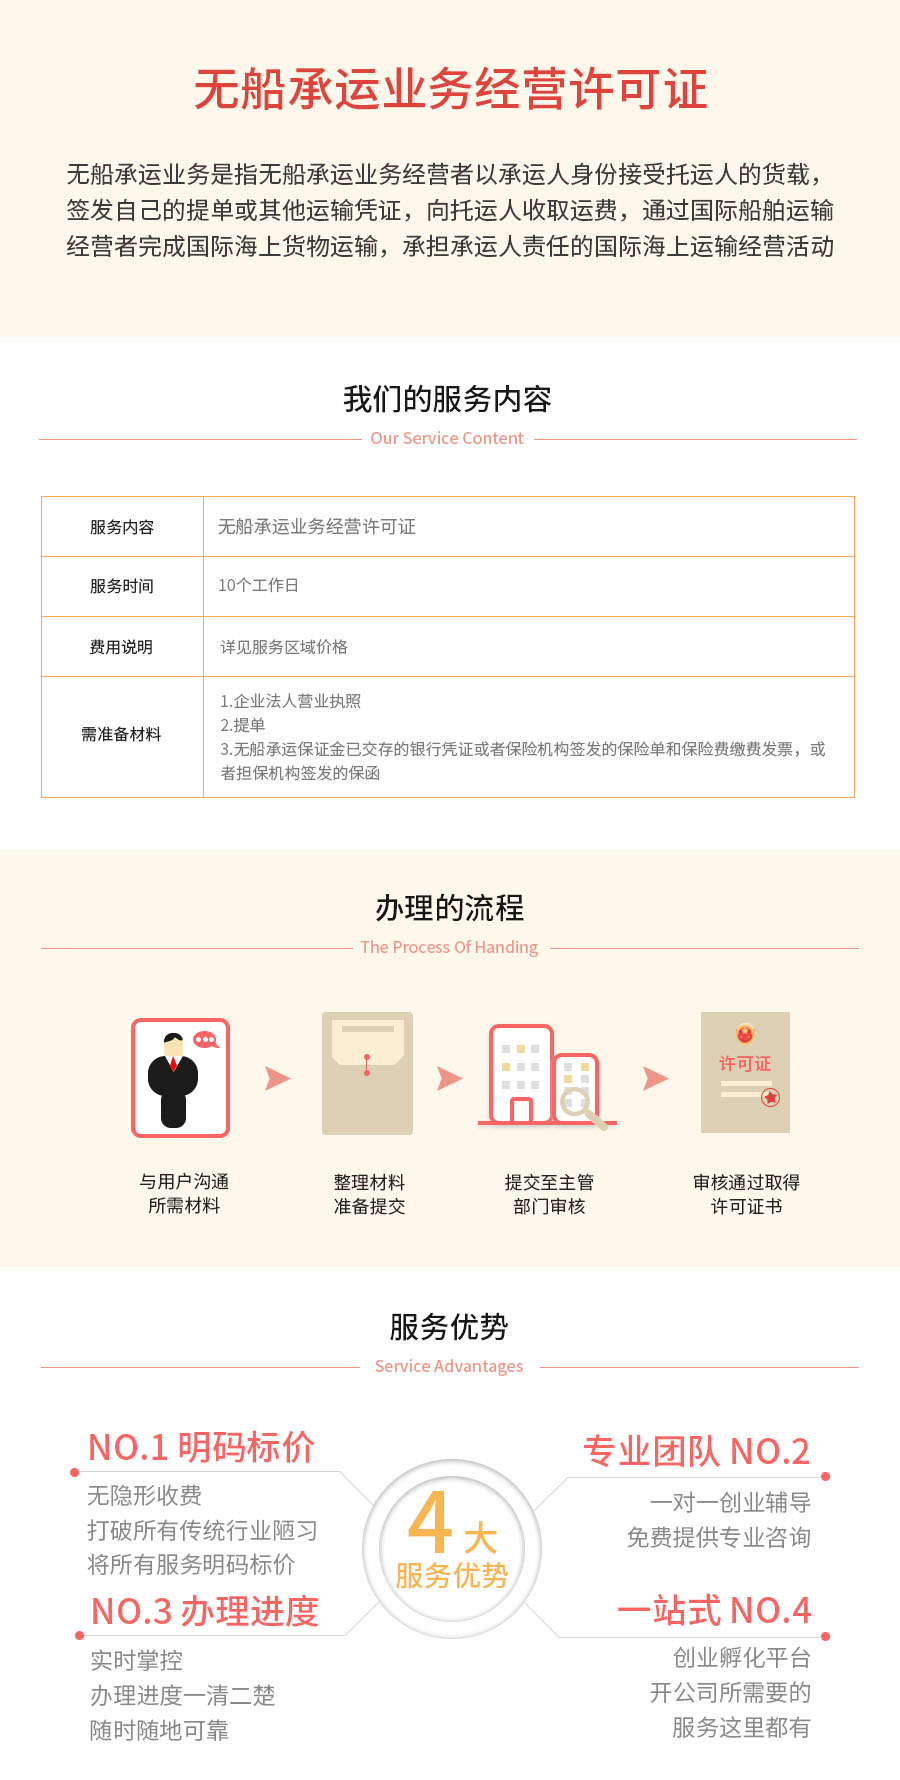 无船承运业务经营许可证
无船承运业务是指无船承运业务经营者以承运人身份接受托运人的货载，
签发自己的提单或其他运输凭证，向托运人收取运费，通过国际船舶运输
经营者完成国际海上货物运输，承担承运人责任的国际海上运输经营活动
我们的服务内容
Our Service Content
服务内容
无船承运业务经营许可证
服务时间
10个工作日
费用说明
详见服务区域价格
需准备材料
1.企业法人营业执照
2.提单
3.无船承运保证金已交存的银行凭证或者保险机构签发的保险单和保险费缴费发票，或
者担保机构签发的保函
办理的流程
The Process Of Handing
许可证
与用户沟通
所需材料
整理材料
准备提交
提交至主管
部门审核
审核通过取得
许可证书
服务优势
Service Advantages
NO.1 明码标价
无隐形收费
打破所有传统行业陋习
将所有服务明码标价
专业团队 NO.2
一对一创业辅导
免费提供专业咨询
4 大
服务优势
NO.3 办理进度
实时掌控
办理进度一清二楚
随时随地可靠
一站式 NO.4
创业孵化平台
开公司所需要的
服务这里都有